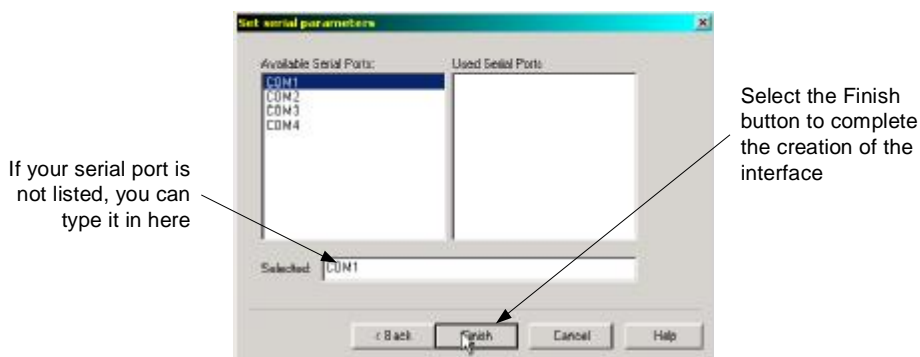 Set serial parameters
Available Serial Ports:
Used Serial Ports
COM1
COM2
COM3
COM4
Select the Finish
button to complete
the creation of the
interface
If your serial port is
not listed, you can
type it in here
Selected: COM1
< Back Finish Cancel Help